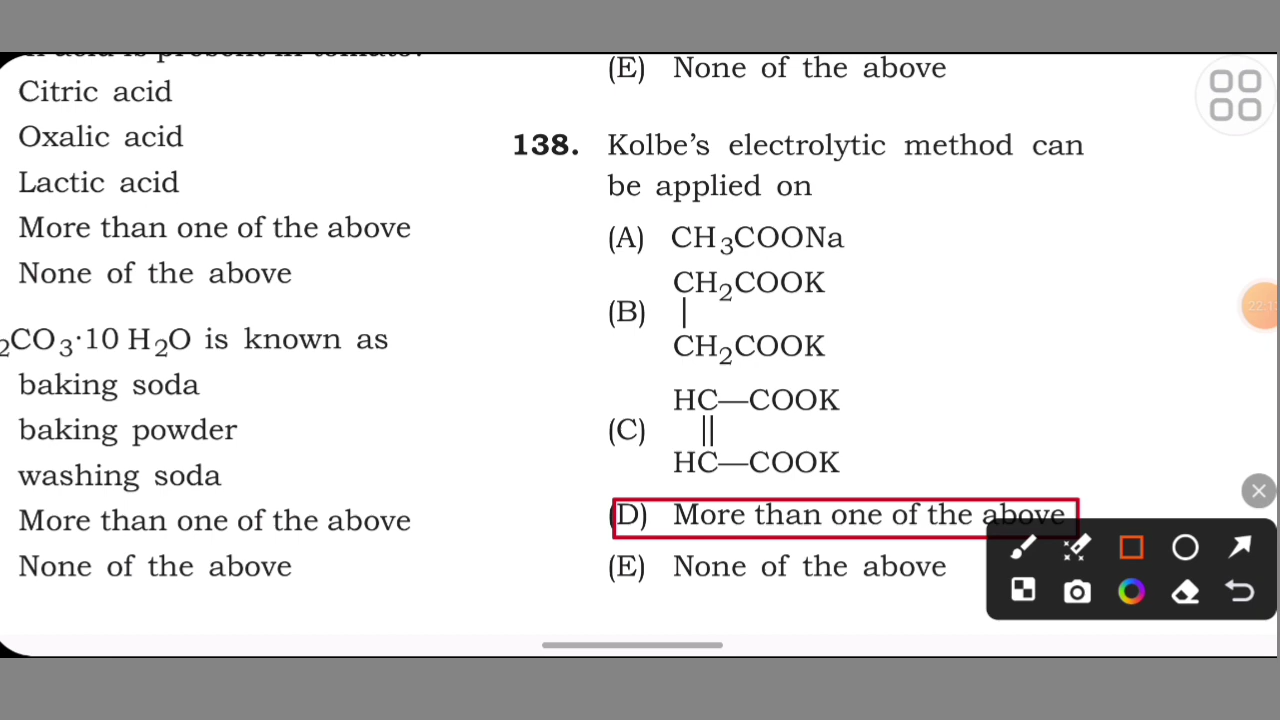 Citric acid
Oxalic acid
Lactic acid
More than one of the above
None of the above
₂CO₃·10 H₂O is known as
baking soda
baking powder
washing soda
More than one of the above
None of the above
(E) None of the above
138. Kolbe’s electrolytic method can
be applied on
(A) CH₃COONa
CH₂COOK
(B) |
CH₂COOK
HC—COOK
(C) ||
HC—COOK
(D) More than one of the above
(E) None of the above